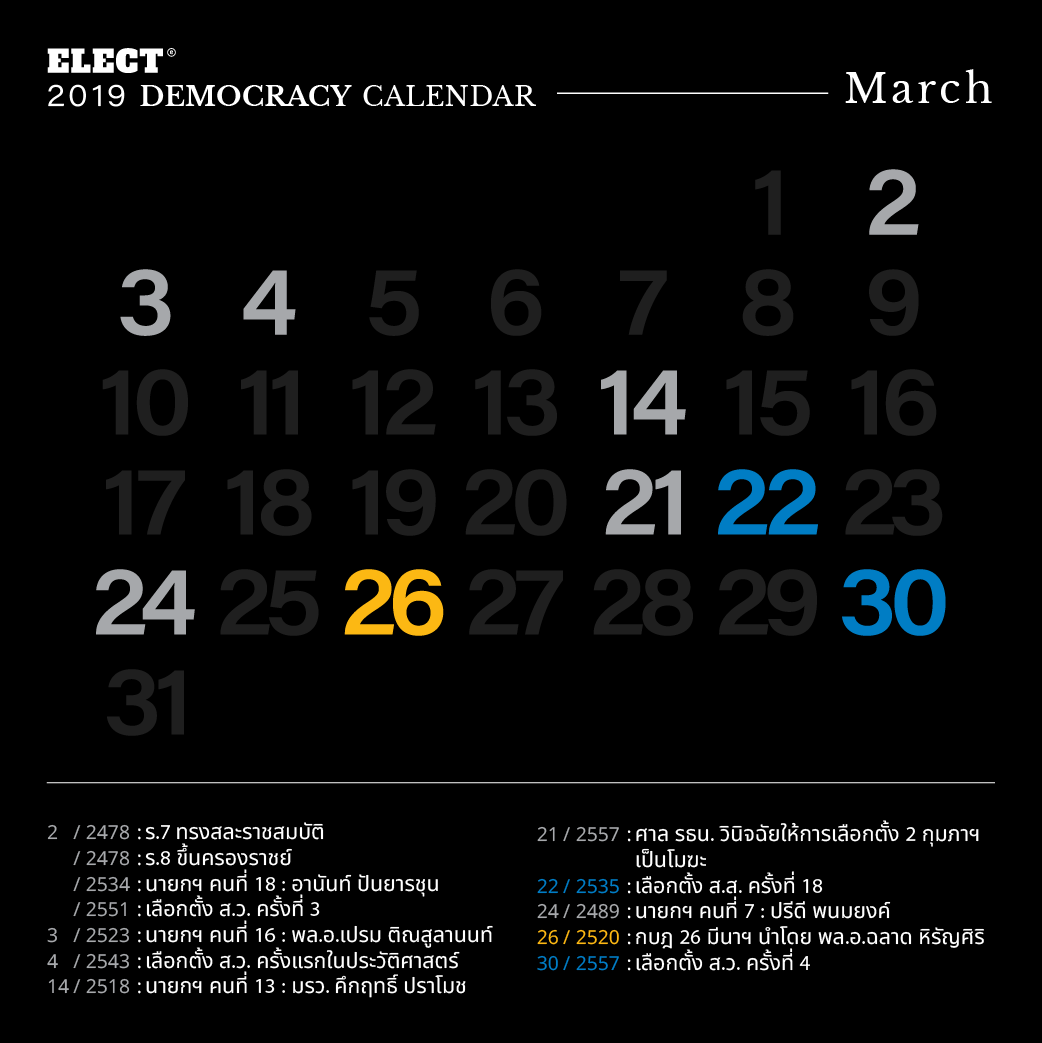 ELECT®
2019 DEMOCRACY CALENDAR
March
1 2
3 4 5 6 7 8 9
10 11 12 13 14 15 16
17 18 19 20 21 22 23
24 25 26 27 28 29 30
31
2 / 2478 : ร.7 ทรงสละราชสมบัติ
/ 2478 : ร.8 ขึ้นครองราชย์
/ 2534 : นายกฯ คนที่ 18 : อานันท์ ปันยารชุน
/ 2551 : เลือกตั้ง ส.ว. ครั้งที่ 3
3 / 2523 : นายกฯ คนที่ 16 : พล.อ.เปรม ติณสูลานนท์
4 / 2543 : เลือกตั้ง ส.ว. ครั้งแรกในประวัติศาสตร์
14 / 2518 : นายกฯ คนที่ 13 : มรว. คึกฤทธิ์ ปราโมช
21 / 2557 : ศาล รธน. วินิจฉัยให้การเลือกตั้ง 2 กุมภาฯ
เป็นโมฆะ
22 / 2535 : เลือกตั้ง ส.ส. ครั้งที่ 18
24 / 2489 : นายกฯ คนที่ 7 : ปรีดี พนมยงค์
26 / 2520 : กบฎ 26 มีนาฯ นำโดย พล.อ.ฉลาด หิรัญศิริ
30 / 2557 : เลือกตั้ง ส.ว. ครั้งที่ 4